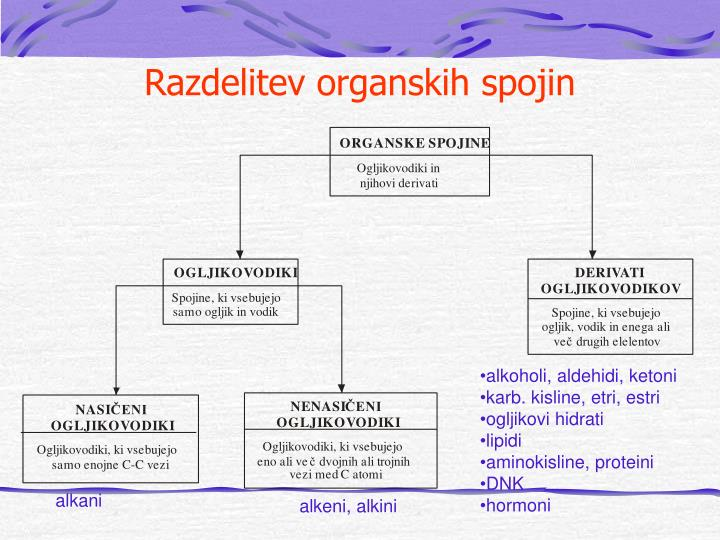 Razdelitev organskih spojin
ORGANSKE SPOJINE
Ogljikovodiki in
njihovi derivati
OGLJIKOVODIKI
Spojine, ki vsebujejo
samo ogljik in vodik
DERIVATI
OGLJIKOVODIKOV
Spojine, ki vsebujejo
ogljik, vodik in enega ali
več drugih elelentov
NASIČENI
OGLJIKOVODIKI
Ogljikovodiki, ki vsebujejo
samo enojne C-C vezi
alkani
NENASIČENI
OGLJIKOVODIKI
Ogljikovodiki, ki vsebujejo
eno ali več dvojnih ali trojnih
vezi med C atomi
alkeni, alkini
•alkoholi, aldehidi, ketoni
•karb. kisline, etri, estri
•ogljikovi hidrati
•lipidi
•aminokisline, proteini
•DNK
•hormoni